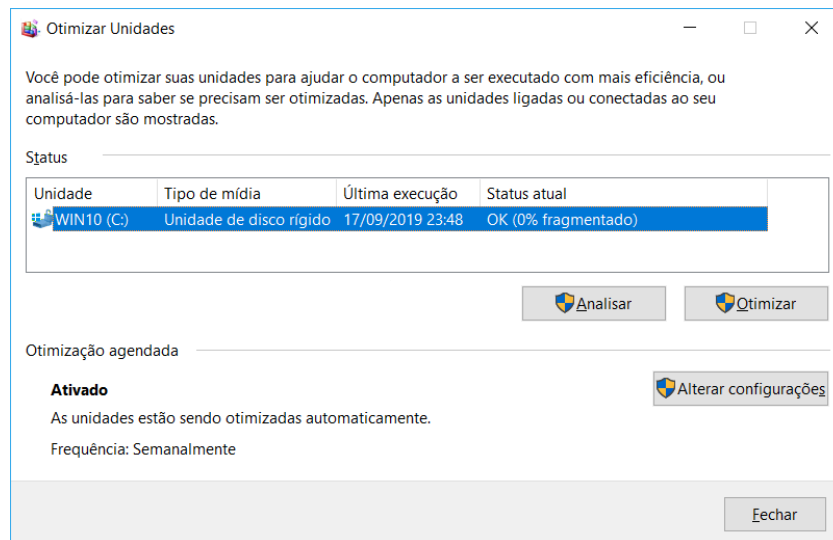 Otimizar Unidades
Você pode otimizar suas unidades para ajudar o computador a ser executado com mais eficiência, ou
analisá-las para saber se precisam ser otimizadas. Apenas as unidades ligadas ou conectadas ao seu
computador são mostradas.
Status
Unidade Tipo de mídia Última execução Status atual
WIN10 (C:) Unidade de disco rígido 17/09/2019 23:48 OK (0% fragmentado)
Analisar Otimizar
Otimização agendada
Ativado Alterar configurações
As unidades estão sendo otimizadas automaticamente.
Frequência: Semanalmente
Fechar